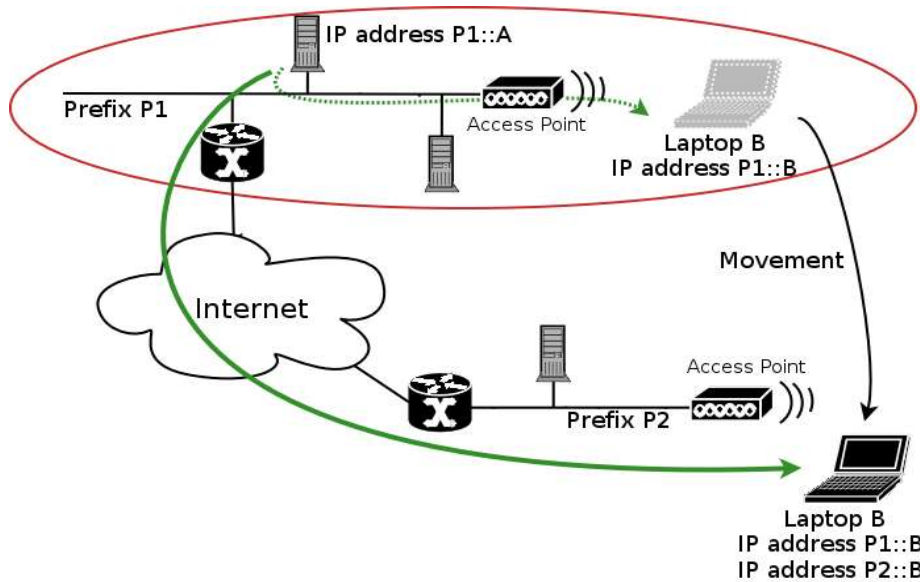 IP address P1::A
Prefix P1
Access Point
Laptop B
IP address P1::B
Movement
Internet
Access Point
Prefix P2
Laptop B
IP address P1::B
IP address P2::B